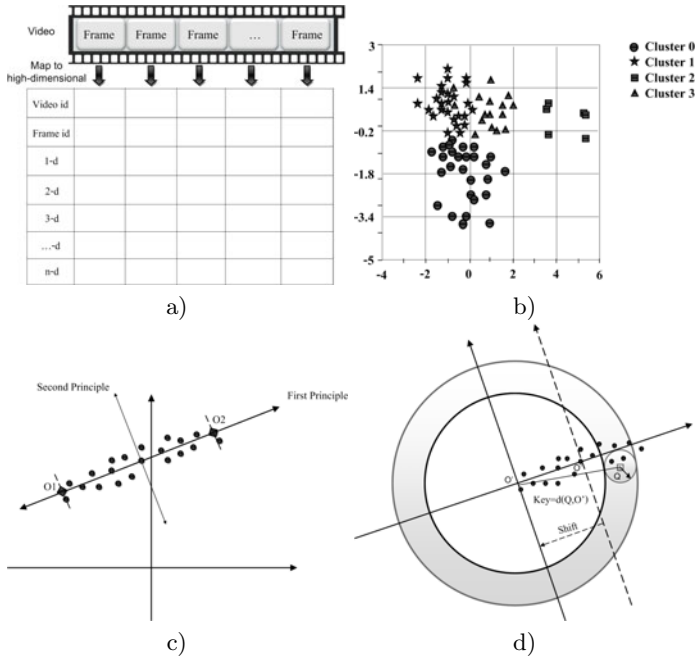 Video
Frame Frame Frame ... Frame
Map to
high-dimensional
Video id
Frame id
1-d
2-d
3-d
...-d
n-d
a)
3
1.4
-0.2
-1.8
-3.4
-5
-4 -2 0 2 4 6
Cluster 0
Cluster 1
Cluster 2
Cluster 3
b)
Second Principle
First Principle
O1
O2
c)
O'
O
Q
Key=d(Q,O')
Shift
d)